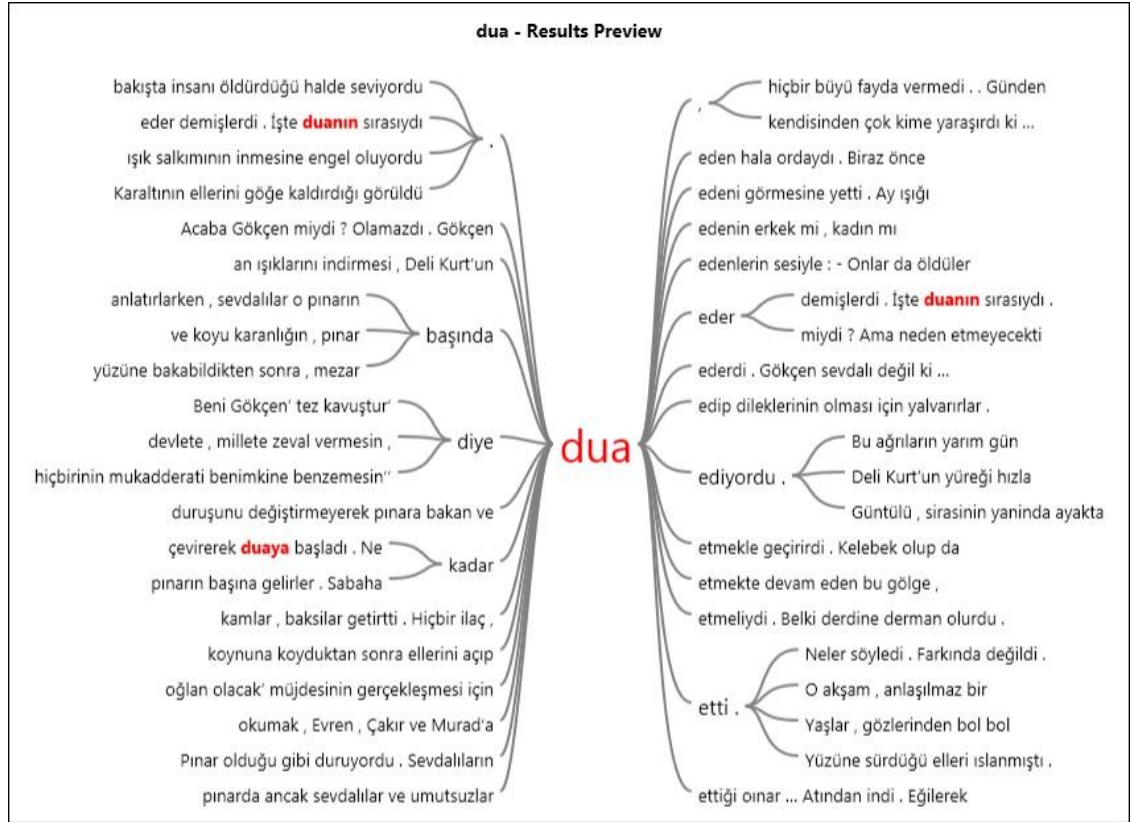 dua - Results Preview
bakışta insanı öldürdüğü halde seviyordu
eder demişlerdi . İşte duanın sırasıydı
ışık salkımının inmesine engel oluyordu
Karaltının ellerini göğe kaldırdığı görüldü
.
Acaba Gökçen miydi ? Olamazdı . Gökçen
an ışıklarını indirmesi , Deli Kurt'un
anlatırlarken , sevdalılar o pınarın
ve koyu karanlığın , pınar
yüzüne bakabildikten sonra , mezar
başında
Beni Gökçen' tez kavuştur'
devlete , millete zeval vermesin ,
hiçbirinin mukadderati benimkine benzemesin''
diye
duruşunu değiştirmeyerek pınara bakan ve
çevirerek duaya başladı . Ne
pınarın başına gelirler . Sabaha
kadar
kamlar , baksilar getirtti . Hiçbir ilaç ,
koynuna koyduktan sonra ellerini açıp
oğlan olacak' müjdesinin gerçekleşmesi için
okumak , Evren , Çakır ve Murad'a
Pınar olduğu gibi duruyordu . Sevdalıların
pınarda ancak sevdalılar ve umutsuzlar
dua
,
hiçbir büyü fayda vermedi . . Günden
kendisinden çok kime yaraşırdı ki ...
eden hala ordaydı . Biraz önce
edeni görmesine yetti . Ay ışığı
edenin erkek mi , kadın mı
edenlerin sesiyle : - Onlar da öldüler
eder
demişlerdi . İşte duanın sırasıydı .
miydi ? Ama neden etmeyecekti
ederdi . Gökçen sevdalı değil ki ...
edip dileklerinin olması için yalvarırlar .
ediyordu .
Bu ağrıların yarım gün
Deli Kurt'un yüreği hızla
Güntülü , sirasinin yaninda ayakta
etmekle geçirirdi . Kelebek olup da
etmekte devam eden bu gölge ,
etmeliydi . Belki derdine derman olurdu .
etti .
Neler söyledi . Farkında değildi .
O akşam , anlaşılmaz bir
Yaşlar , gözlerinden bol bol
Yüzüne sürdüğü elleri ıslanmıştı .
ettiği oınar ... Atından indi . Eğilerek